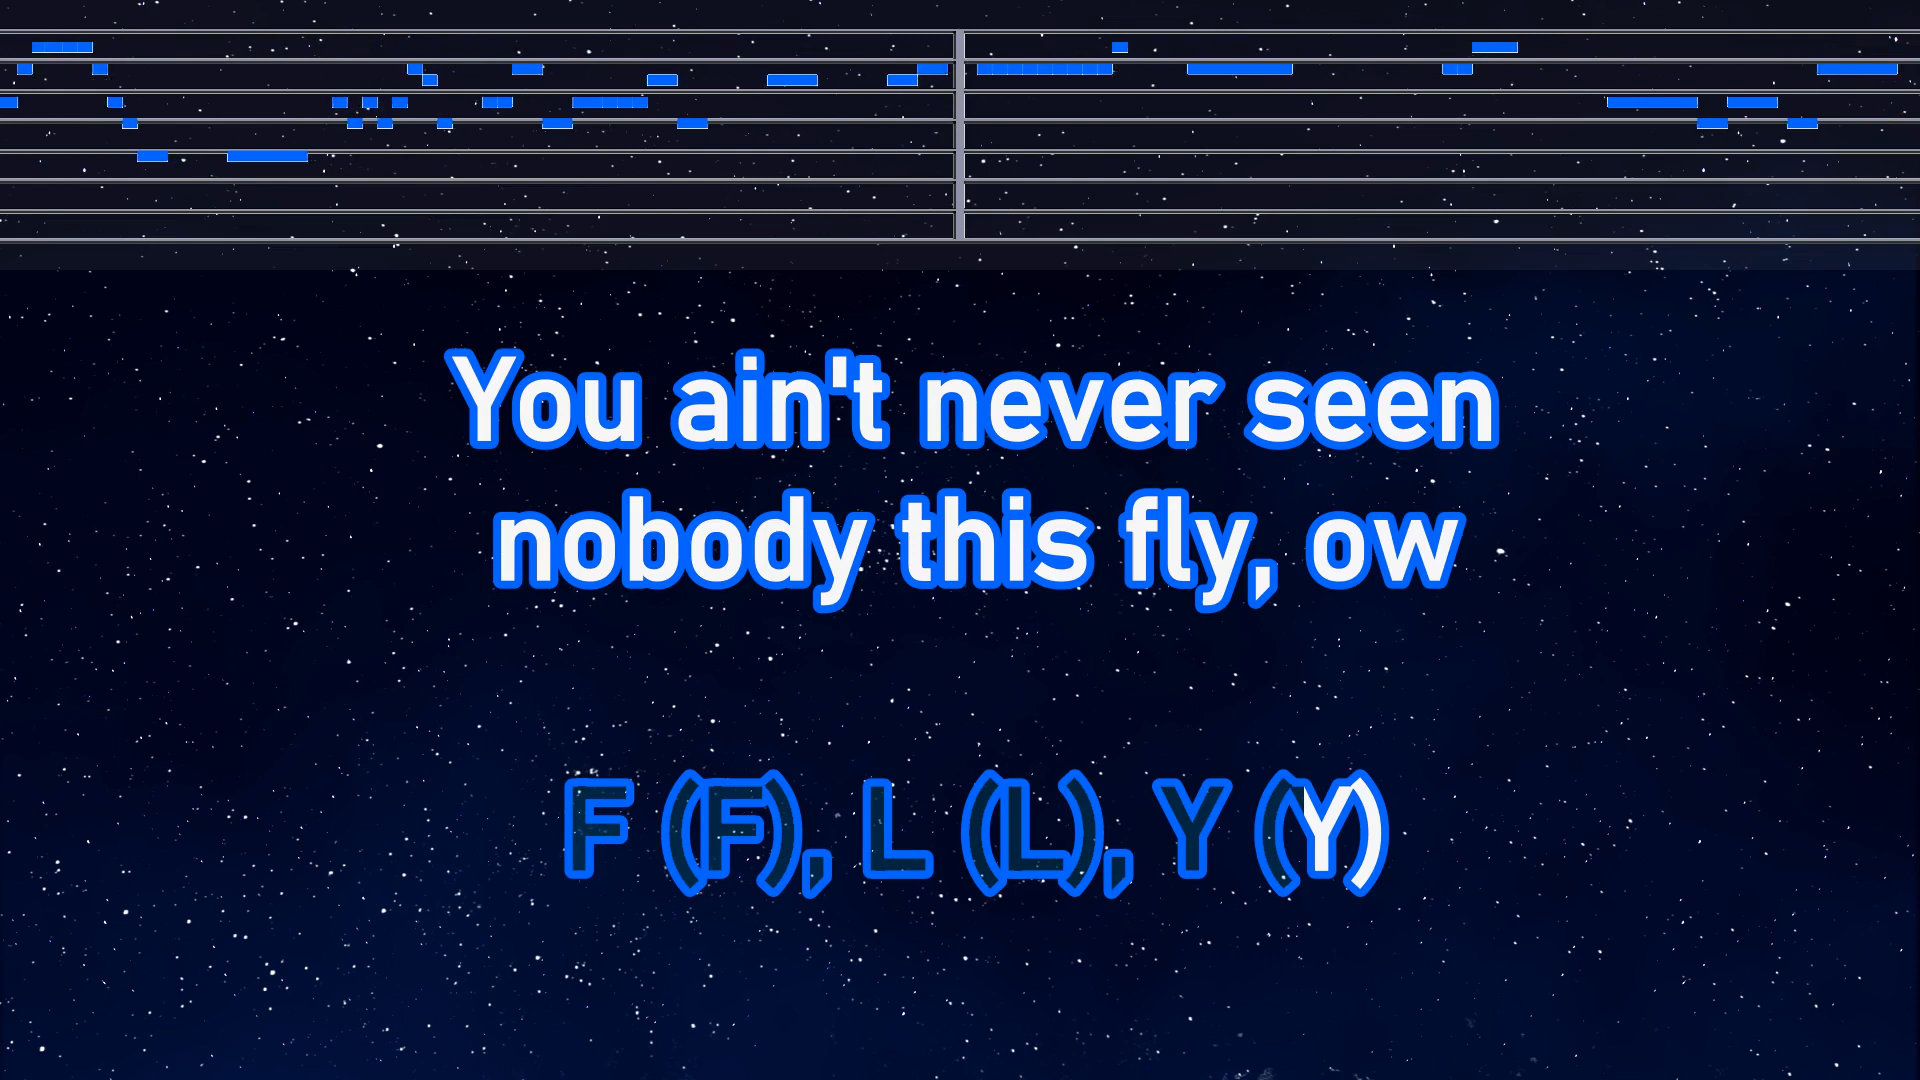 You ain't never seen
nobody this fly, ow
F (F), L (L), Y (Y)